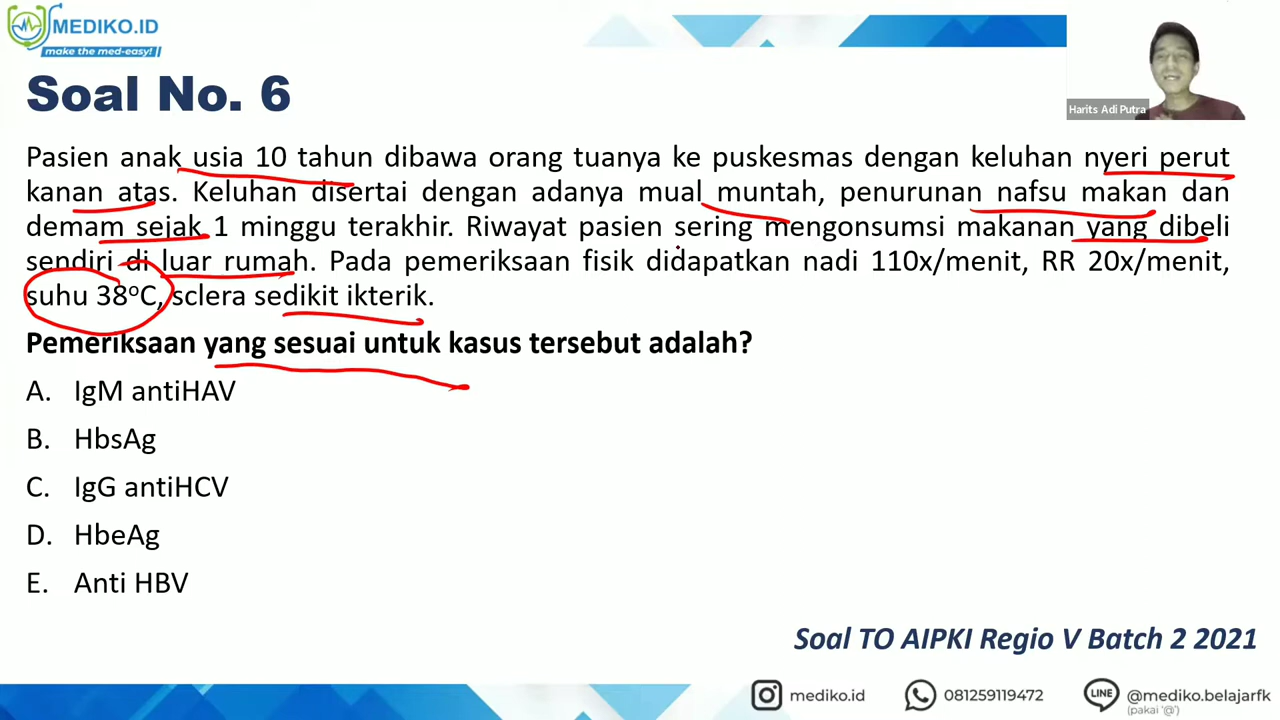 MEDIKO.ID
make the med-easy!
Harits Adi Putra
Soal No. 6
Pasien anak usia 10 tahun dibawa orang tuanya ke puskesmas dengan keluhan nyeri perut
kanan atas. Keluhan disertai dengan adanya mual muntah, penurunan nafsu makan dan
demam sejak 1 minggu terakhir. Riwayat pasien sering mengonsumsi makanan yang dibeli
sendiri di luar rumah. Pada pemeriksaan fisik didapatkan nadi 110x/menit, RR 20x/menit,
suhu 38°C, sclera sedikit ikterik.
Pemeriksaan yang sesuai untuk kasus tersebut adalah?
A. IgM antiHAV
B. HbsAg
C. IgG antiHCV
D. HbeAg
E. Anti HBV
Soal TO AIPKI Regio V Batch 2 2021
mediko.id
081259119472
LINE
@mediko.belajarfk
(pakai '@')